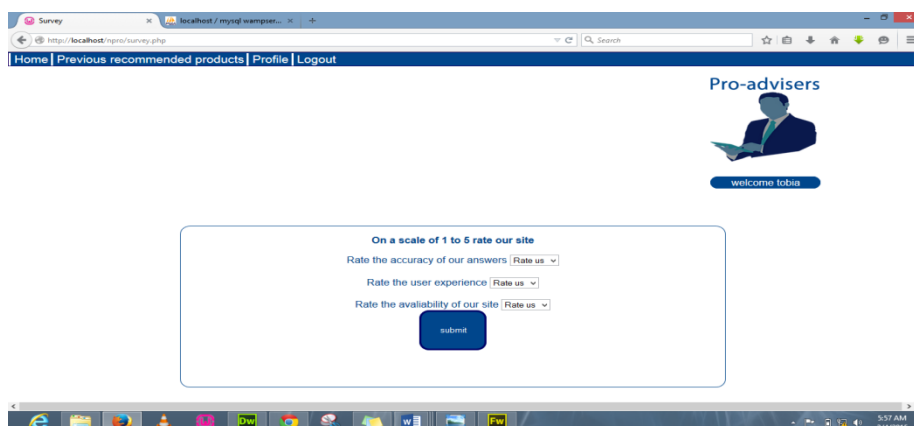 Survey
localhost / mysql wampser...
http://localhost/npro/survey.php
Search
Home Previous recommended products Profile Logout
Pro-advisers
welcome tobia
On a scale of 1 to 5 rate our site
Rate the accuracy of our answers Rate us
Rate the user experience Rate us
Rate the avaliability of our site Rate us
submit
Dw
W
Fw
5:57 AM